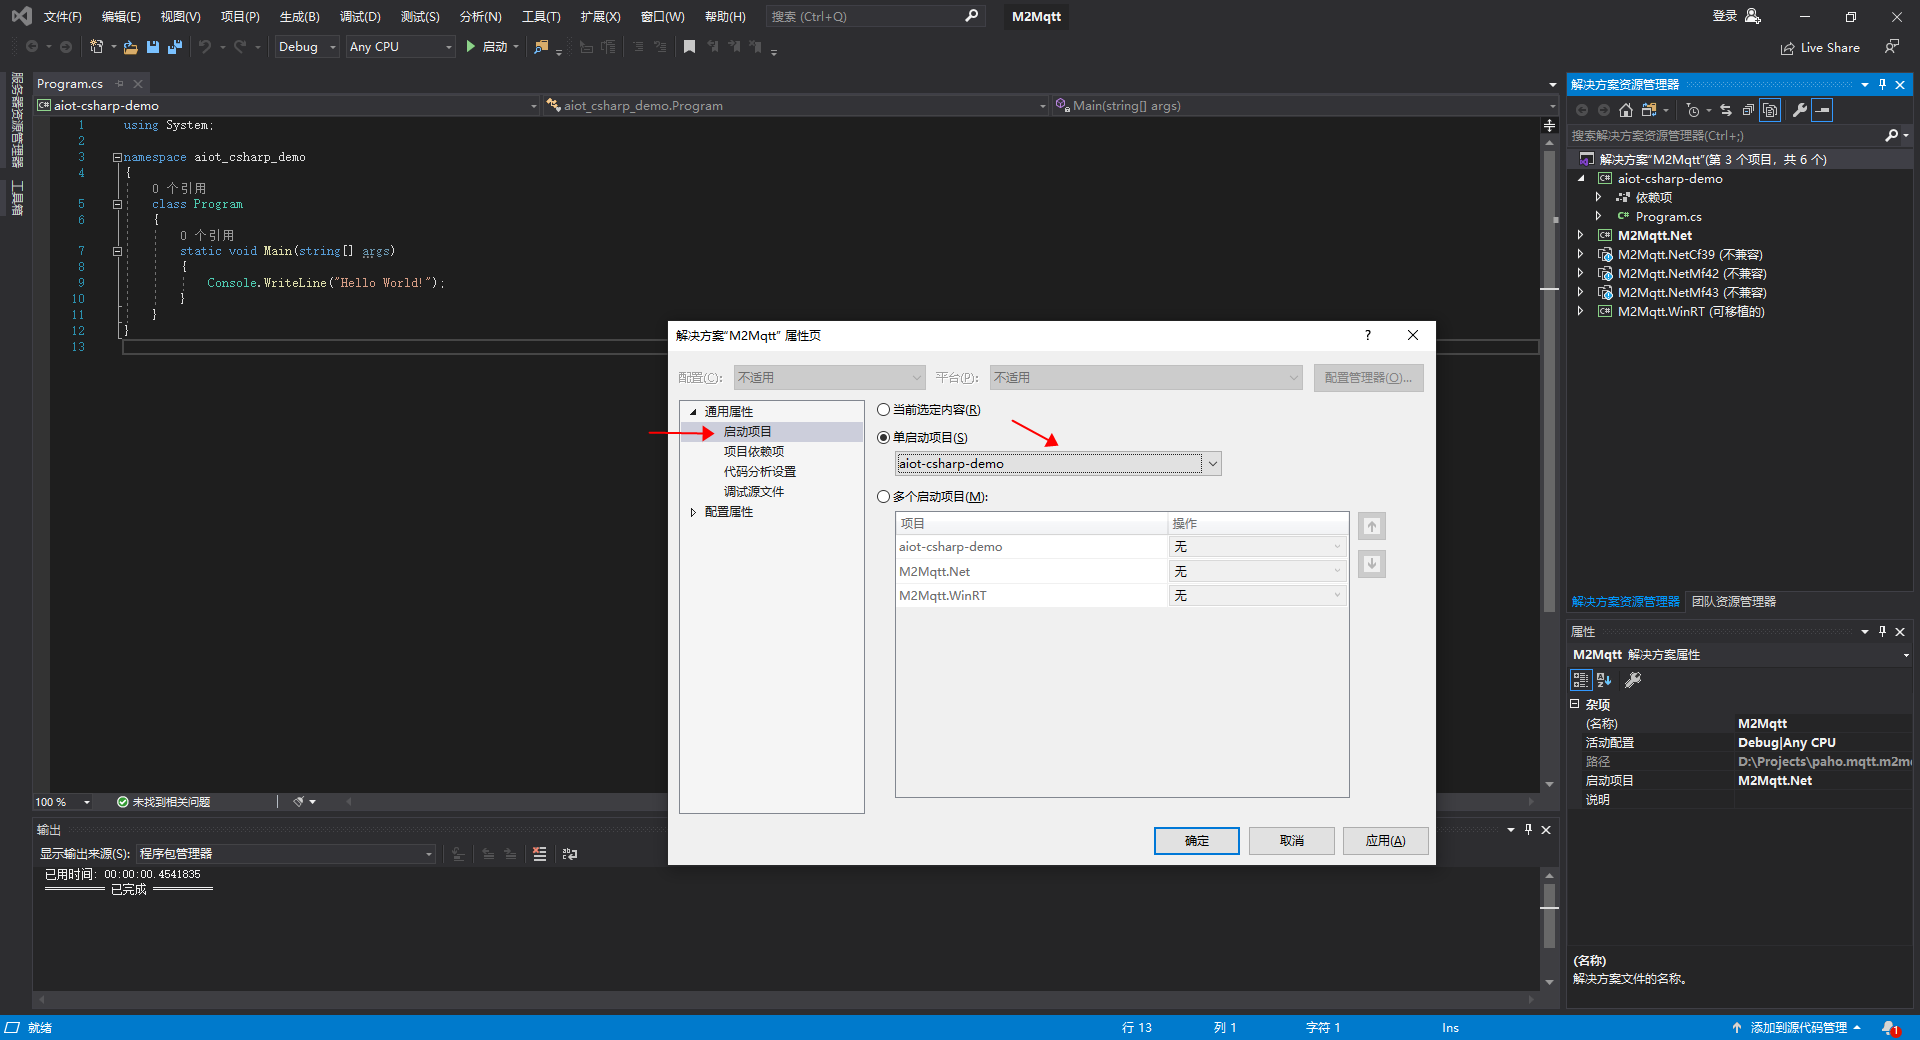 文件(F) 编辑(E) 视图(V) 项目(P) 生成(B) 调试(D) 测试(S) 分析(N) 工具(T) 扩展(X) 窗口(W) 帮助(H) 搜索 (Ctrl+Q) M2Mqtt 登录
Debug Any CPU 启动 Live Share
服务器资源管理器
工具箱
Program.cs
aiot-csharp-demo aiot_csharp_demo.Program Main(string[] args)
1 using System;
2
3 namespace aiot_csharp_demo
4 {
0 个引用
5 class Program
6 {
0 个引用
7 static void Main(string[] args)
8 {
9 Console.WriteLine("Hello World!");
10 }
11 }
12 }
13
100 % 未找到相关问题
输出
显示输出来源(S): 程序包管理器
已用时间: 00:00:00.4541835
========== 已完成 ==========
解决方案“M2Mqtt” 属性页 ?
配置(C): 不适用 平台(P): 不适用 配置管理器(O)...
通用属性
启动项目
项目依赖项
代码分析设置
调试源文件
配置属性
当前选定内容(R)
单启动项目(S)
aiot-csharp-demo
多个启动项目(M):
项目 操作
aiot-csharp-demo 无
M2Mqtt.Net 无
M2Mqtt.WinRT 无
确定 取消 应用(A)
解决方案资源管理器
搜索解决方案资源管理器(Ctrl+;)
解决方案“M2Mqtt”(第 3 个项目，共 6 个)
aiot-csharp-demo
依赖项
C# Program.cs
M2Mqtt.Net
M2Mqtt.NetCf39 (不兼容)
M2Mqtt.NetMf42 (不兼容)
M2Mqtt.NetMf43 (不兼容)
M2Mqtt.WinRT (可移植的)
解决方案资源管理器 团队资源管理器
属性
M2Mqtt 解决方案属性
杂项
(名称) M2Mqtt
活动配置 Debug|Any CPU
路径 D:\Projects\paho.mqtt.m2m
启动项目 M2Mqtt.Net
说明
(名称)
解决方案文件的名称。
就绪 行 13 列 1 字符 1 Ins 添加到源代码管理 1